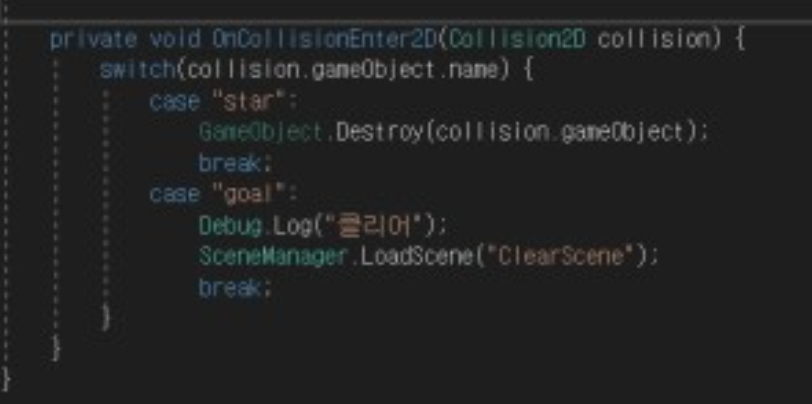 private void OnCollisionEnter2D(Collision2D collision) {
switch(collision.gameObject.name) {
case "star":
GameObject.Destroy(collision.gameObject);
break;
case "goal":
Debug.Log("클리어");
SceneManager.LoadScene("ClearScene");
break;
}
}
}